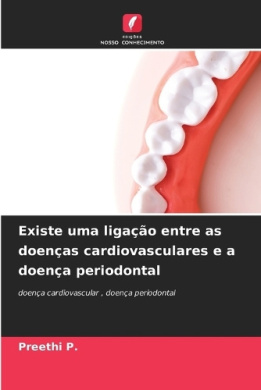 edições
NOSSO CONHECIMENTO
Existe uma ligação entre as
doenças cardiovasculares e a
doença periodontal
doença cardiovascular , doença periodontal
Preethi P.